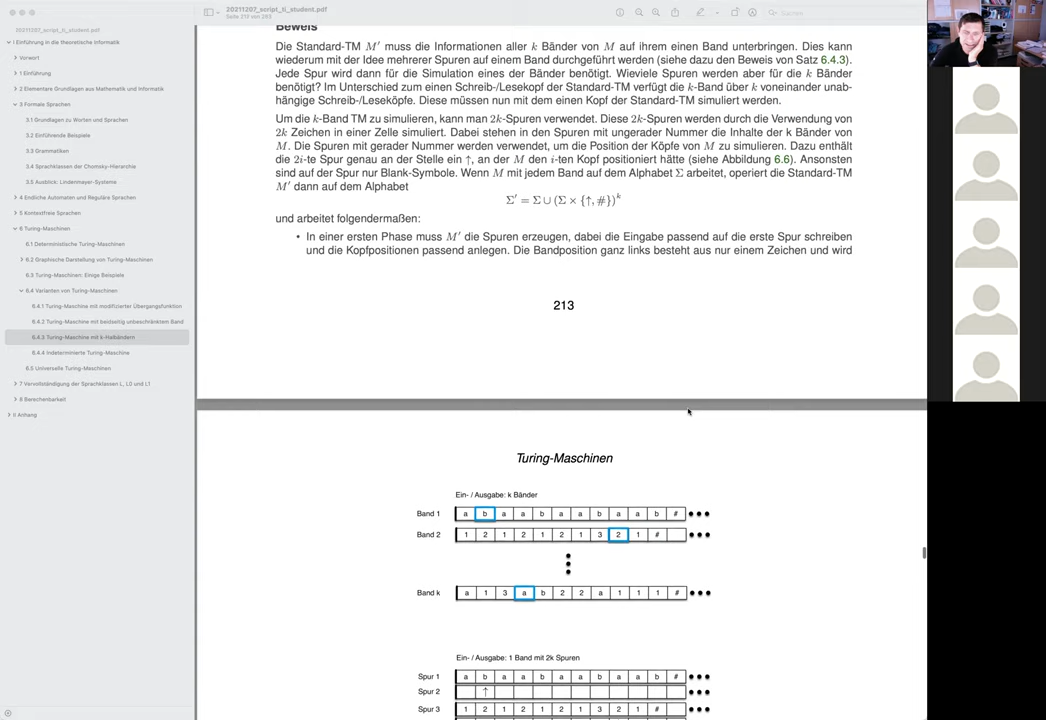 20211207_script_ti_student.pdf
Seite 217 von 283
Suchen
20211207_script_ti_student.pdf
I Einführung in die theoretische Informatik
Vorwort
1 Einführung
2 Elementare Grundlagen aus Mathematik und Informatik
3 Formale Sprachen
3.1 Grundlagen zu Worten und Sprachen
3.2 Einführende Beispiele
3.3 Grammatiken
3.4 Sprachklassen der Chomsky-Hierarchie
3.5 Ausblick: Lindenmayer-Systeme
4 Endliche Automaten und Reguläre Sprachen
5 Kontextfreie Sprachen
6 Turing-Maschinen
6.1 Deterministische Turing-Maschinen
6.2 Graphische Darstellung von Turing-Maschinen
6.3 Turing-Maschinen: Einige Beispiele
6.4 Varianten von Turing-Maschinen
6.4.1 Turing-Maschine mit modifizierter Übergangsfunktion
6.4.2 Turing-Maschine mit beidseitig unbeschränktem Band
6.4.3 Turing-Maschine mit k-Halbbändern
6.4.4 Indeterminierte Turing-Maschine
6.5 Universelle Turing-Maschinen
7 Vervollständigung der Sprachklassen L, L0 und L1
8 Berechenbarkeit
II Anhang
Beweis
Die Standard-TM M′ muss die Informationen aller k Bänder von M auf ihrem einen Band unterbringen. Dies kann
wiederum mit der Idee mehrerer Spuren auf einem Band durchgeführt werden (siehe dazu den Beweis von Satz 6.4.3).
Jede Spur wird dann für die Simulation eines der Bänder benötigt. Wieviele Spuren werden aber für die k Bänder
benötigt? Im Unterschied zum einen Schreib-/Lesekopf der Standard-TM verfügt die k-Band über k voneinander unab-
hängige Schreib-/Leseköpfe. Diese müssen nun mit dem einen Kopf der Standard-TM simuliert werden.
Um die k-Band TM zu simulieren, kann man 2k-Spuren verwendet. Diese 2k-Spuren werden durch die Verwendung von
2k Zeichen in einer Zelle simuliert. Dabei stehen in den Spuren mit ungerader Nummer die Inhalte der k Bänder von
M. Die Spuren mit gerader Nummer werden verwendet, um die Position der Köpfe von M zu simulieren. Dazu enthält
die 2i-te Spur genau an der Stelle ein ↑, an der M den i-ten Kopf positioniert hätte (siehe Abbildung 6.6). Ansonsten
sind auf der Spur nur Blank-Symbole. Wenn M mit jedem Band auf dem Alphabet Σ arbeitet, operiert die Standard-TM
M′ dann auf dem Alphabet
Σ′ = Σ ∪ (Σ × {↑, #})^k
und arbeitet folgendermaßen:
• In einer ersten Phase muss M′ die Spuren erzeugen, dabei die Eingabe passend auf die erste Spur schreiben
und die Kopfpositionen passend anlegen. Die Bandposition ganz links besteht aus nur einem Zeichen und wird
213
Turing-Maschinen
Ein- / Ausgabe: k Bänder
Band 1 a b a a b a a b a a b #
Band 2 1 2 1 2 1 2 1 3 2 1 #
Band k a 1 3 a b 2 2 a 1 1 1 #
Ein- / Ausgabe: 1 Band mit 2k Spuren
Spur 1 a b a a b a a b a a b #
Spur 2 ↑
Spur 3 1 2 1 2 1 2 1 3 2 1 #